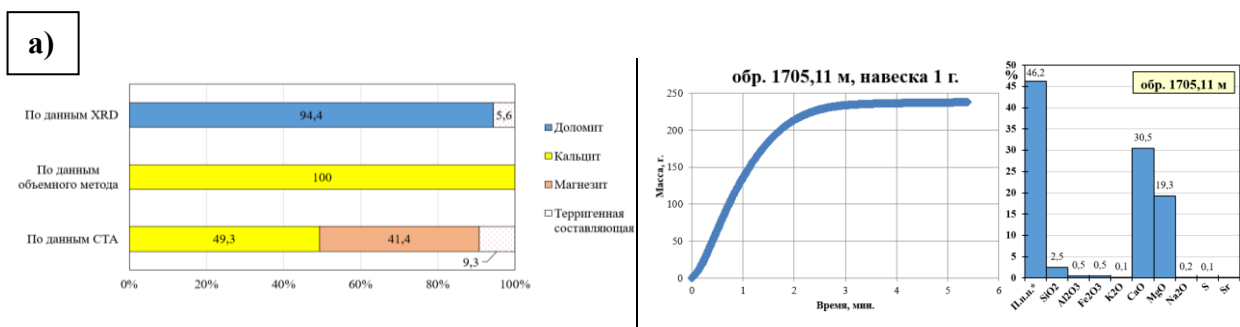 а)
По данным XRD
94,4
5,6
По данным
объемного метода
100
По данным СТА
49,3
41,4
9,3
0%
20%
40%
60%
80%
100%
Доломит
Кальцит
Магнезит
Терригенная
составляющая
обр. 1705,11 м, навеска 1 г.
Масса, г.
250
200
150
100
50
0
0
1
2
3
4
5
6
Время, мин.
%
обр. 1705,11 м
50
45
40
35
30
25
20
15
10
5
0
46,2
2,5
0,5
0,5
0,1
30,5
19,3
0,2
0,1
П.п.п.*
SiO2
Al2O3
Fe2O3
K2O
CaO
MgO
Na2O
S
Sr